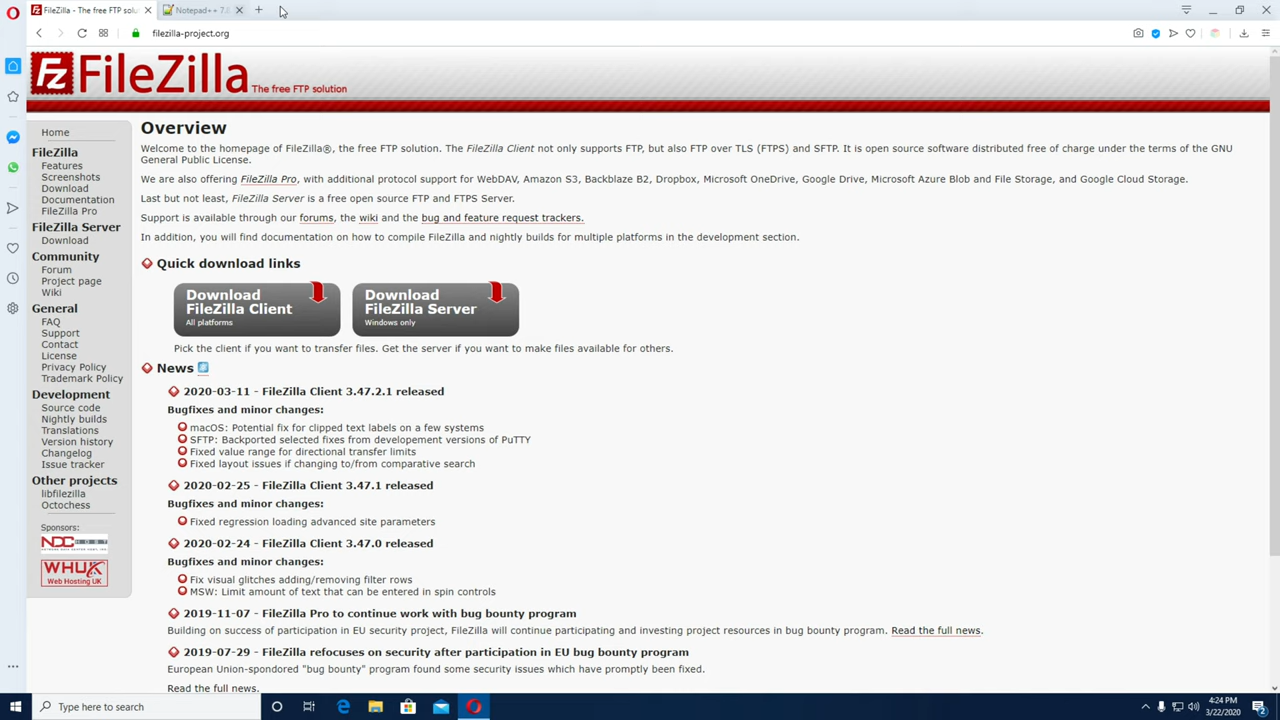 FileZilla - The free FTP solu
Notepad++ 7.8
filezilla-project.org
FileZilla The free FTP solution
Home
FileZilla
Features
Screenshots
Download
Documentation
FileZilla Pro
FileZilla Server
Download
Community
Forum
Project page
Wiki
General
FAQ
Support
Contact
License
Privacy Policy
Trademark Policy
Development
Source code
Nightly builds
Translations
Version history
Changelog
Issue tracker
Other projects
libfilezilla
Octochess
Sponsors:
WHUK
Web Hosting UK
Overview
Welcome to the homepage of FileZilla®, the free FTP solution. The FileZilla Client not only supports FTP, but also FTP over TLS (FTPS) and SFTP. It is open source software distributed free of charge under the terms of the GNU
General Public License.
We are also offering FileZilla Pro, with additional protocol support for WebDAV, Amazon S3, Backblaze B2, Dropbox, Microsoft OneDrive, Google Drive, Microsoft Azure Blob and File Storage, and Google Cloud Storage.
Last but not least, FileZilla Server is a free open source FTP and FTPS Server.
Support is available through our forums, the wiki and the bug and feature request trackers.
In addition, you will find documentation on how to compile FileZilla and nightly builds for multiple platforms in the development section.
Quick download links
Download
FileZilla Client
All platforms
Download
FileZilla Server
Windows only
Pick the client if you want to transfer files. Get the server if you want to make files available for others.
News
2020-03-11 - FileZilla Client 3.47.2.1 released
Bugfixes and minor changes:
macOS: Potential fix for clipped text labels on a few systems
SFTP: Backported selected fixes from developement versions of PuTTY
Fixed value range for directional transfer limits
Fixed layout issues if changing to/from comparative search
2020-02-25 - FileZilla Client 3.47.1 released
Bugfixes and minor changes:
Fixed regression loading advanced site parameters
2020-02-24 - FileZilla Client 3.47.0 released
Bugfixes and minor changes:
Fix visual glitches adding/removing filter rows
MSW: Limit amount of text that can be entered in spin controls
2019-11-07 - FileZilla Pro to continue work with bug bounty program
Building on success of participation in EU security project, FileZilla will continue participating and investing project resources in bug bounty program. Read the full news.
2019-07-29 - FileZilla refocuses on security after participation in EU bug bounty program
European Union-spondored "bug bounty" program found some security issues which have promptly been fixed.
Read the full news.
Type here to search
4:24 PM
3/22/2020
2